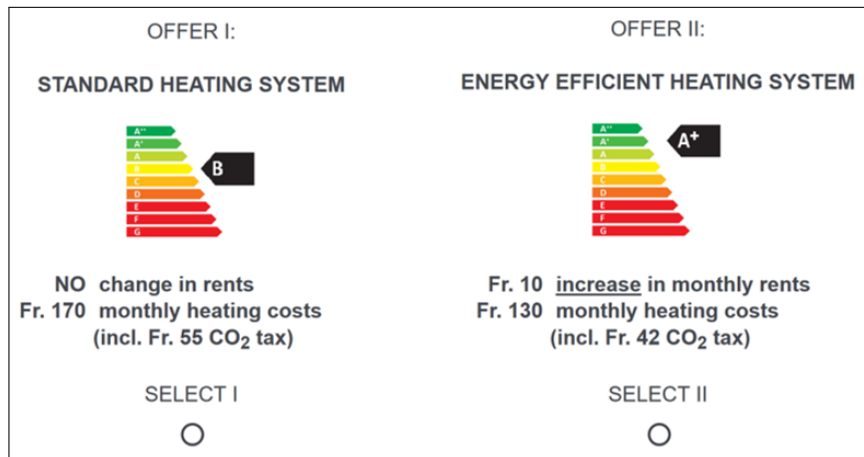 OFFER I:
STANDARD HEATING SYSTEM
A++
A+
A
B
C
D
E
F
G
B
NO change in rents
Fr. 170 monthly heating costs
(incl. Fr. 55 CO₂ tax)
SELECT I
OFFER II:
ENERGY EFFICIENT HEATING SYSTEM
A++
A+
A
B
C
D
E
F
G
A+
Fr. 10 increase in monthly rents
Fr. 130 monthly heating costs
(incl. Fr. 42 CO₂ tax)
SELECT II